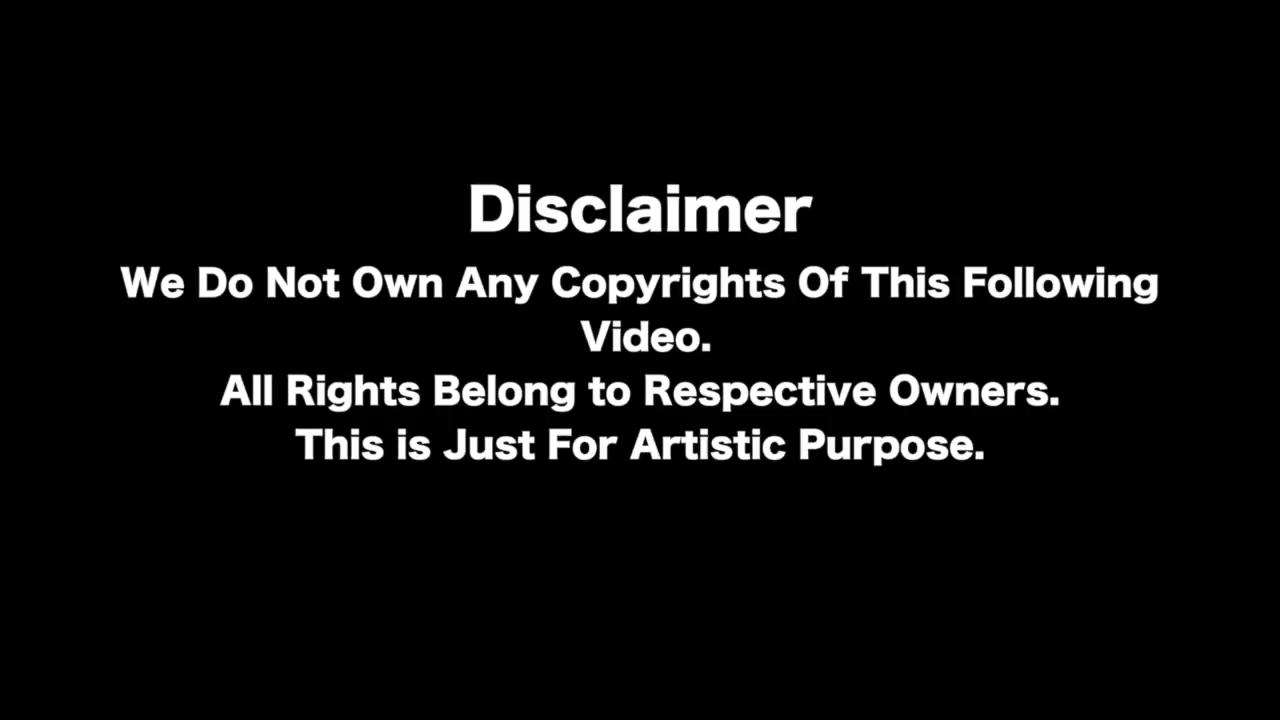 Disclaimer
We Do Not Own Any Copyrights Of This Following
Video.
All Rights Belong to Respective Owners.
This is Just For Artistic Purpose.